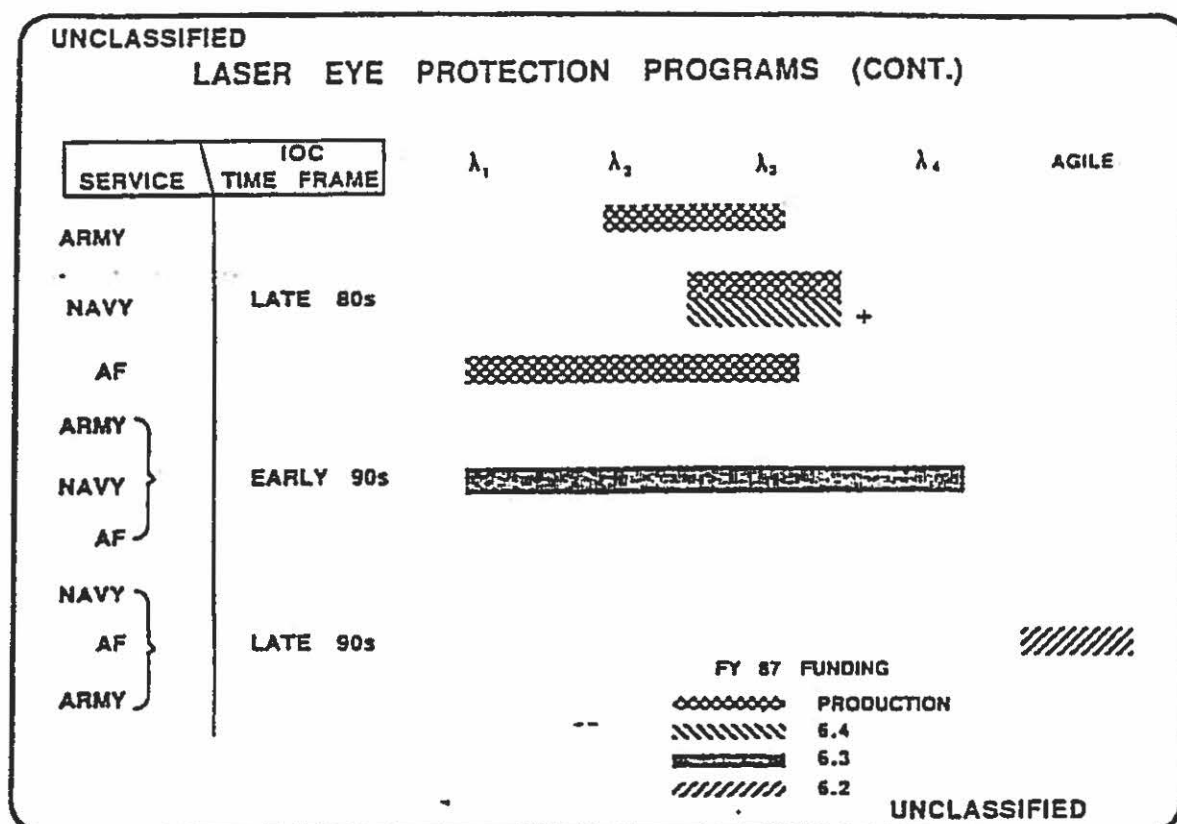 UNCLASSIFIED
LASER EYE PROTECTION PROGRAMS (CONT.)
SERVICE
IOC
TIME FRAME
λ₁ λ₂ λ₃ λ₄ AGILE
ARMY
NAVY LATE 80s +
AF
ARMY
NAVY EARLY 90s
AF
NAVY
AF LATE 90s
ARMY
FY 87 FUNDING
PRODUCTION
6.4
6.3
6.2
UNCLASSIFIED